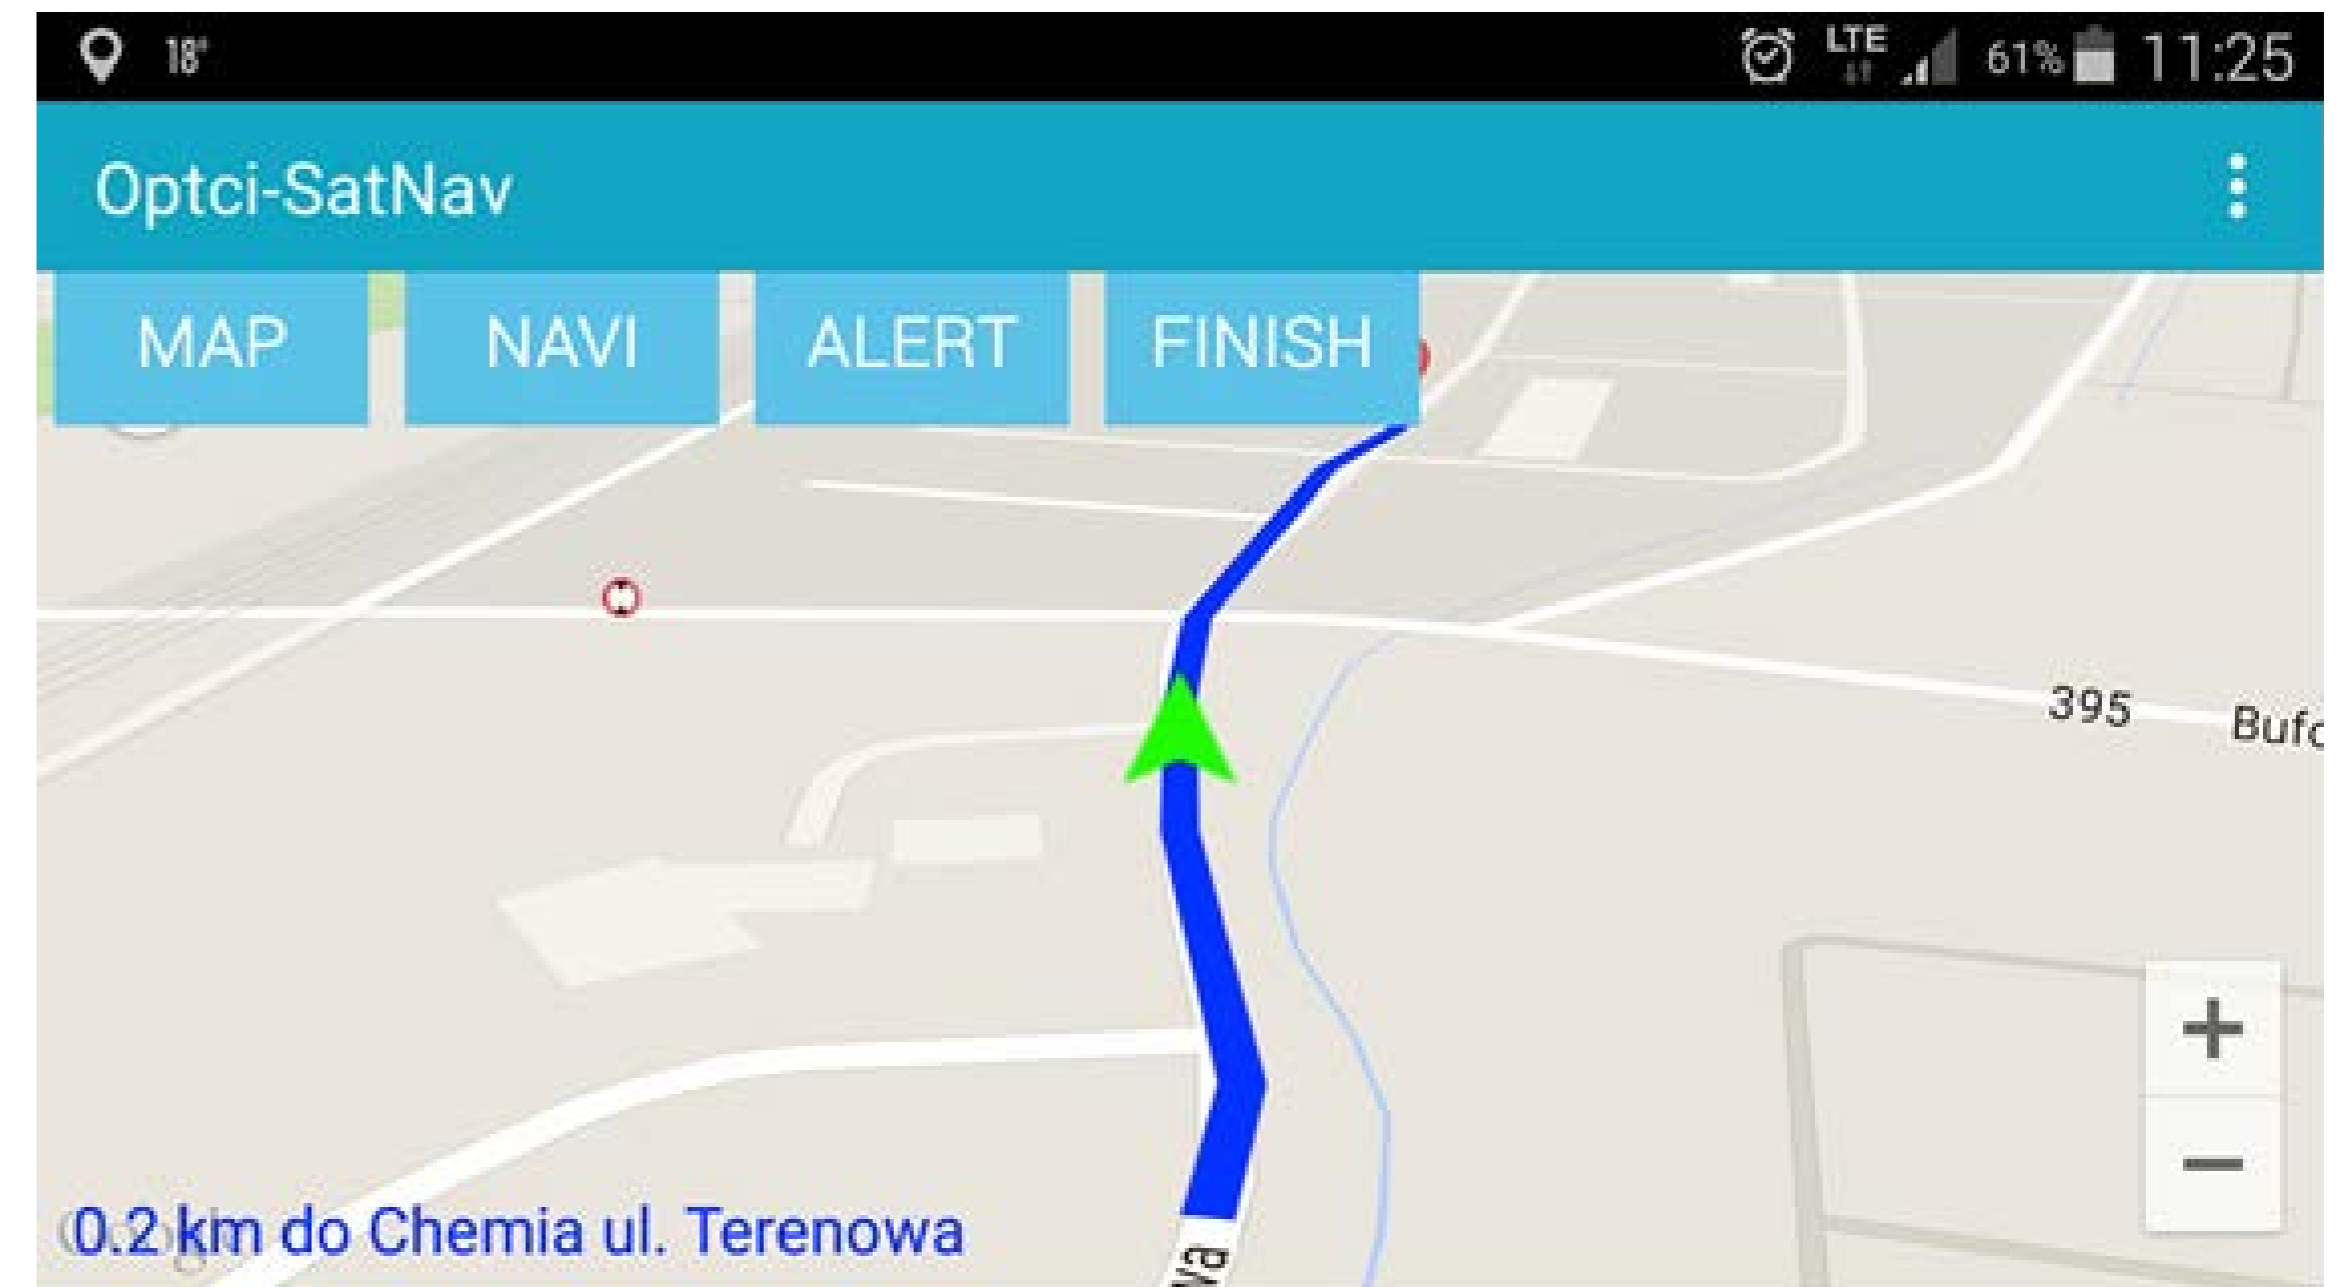 18° LTE 61% 11:25
Optci-SatNav
MAP NAVI ALERT FINISH
395
0.2 km do Chemia ul. Terenowa